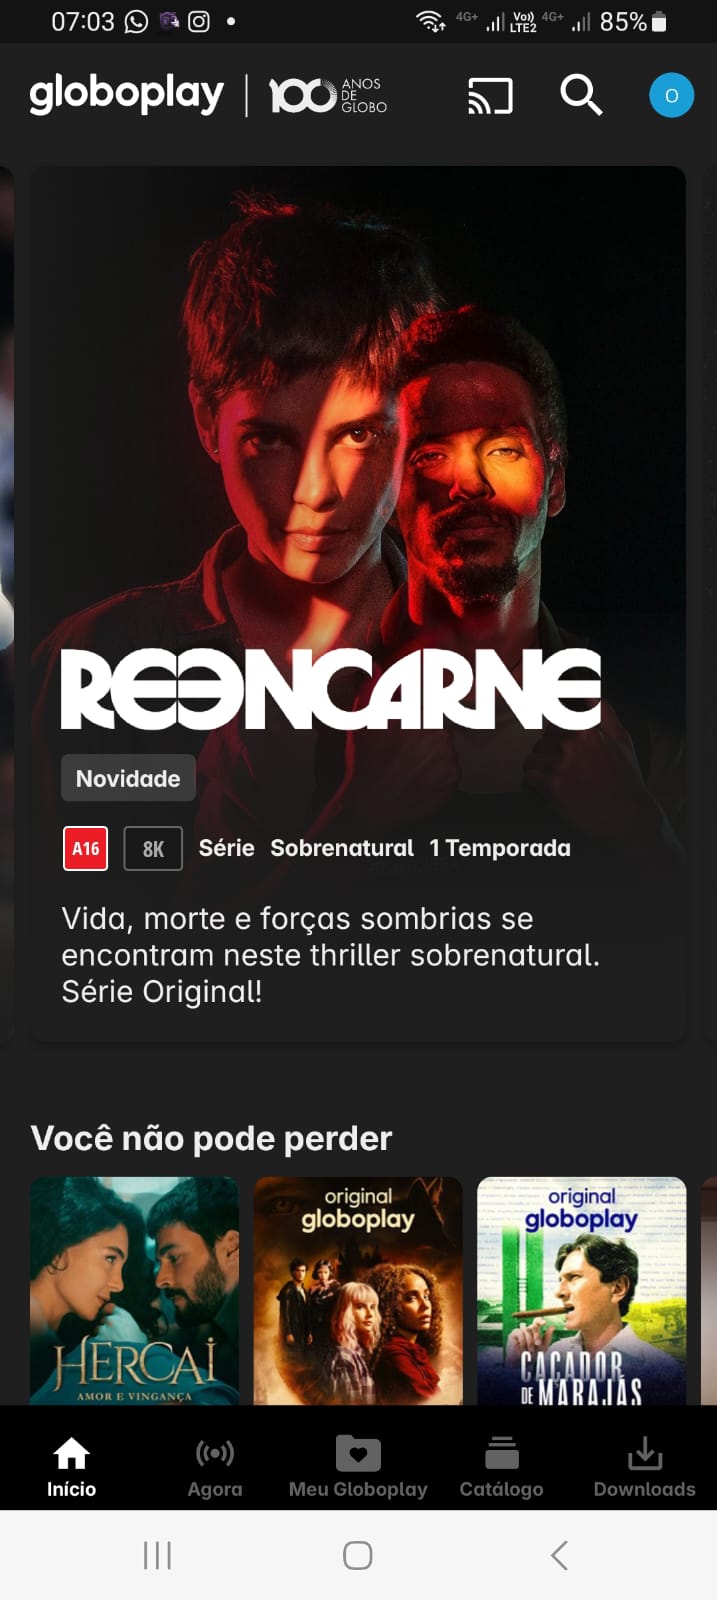 07:03
4G+ Vo)) LTE2 4G+ 85%
globoplay 100 ANOS DE GLOBO
O
REENCARNE
Novidade
A16 8K Série Sobrenatural 1 Temporada
Vida, morte e forças sombrias se
encontram neste thriller sobrenatural.
Série Original!
Você não pode perder
HERCAİ
AMOR E VINGANÇA
original
globoplay
original
globoplay
CAÇADOR
DE MARAJÁS
Início Agora Meu Globoplay Catálogo Downloads